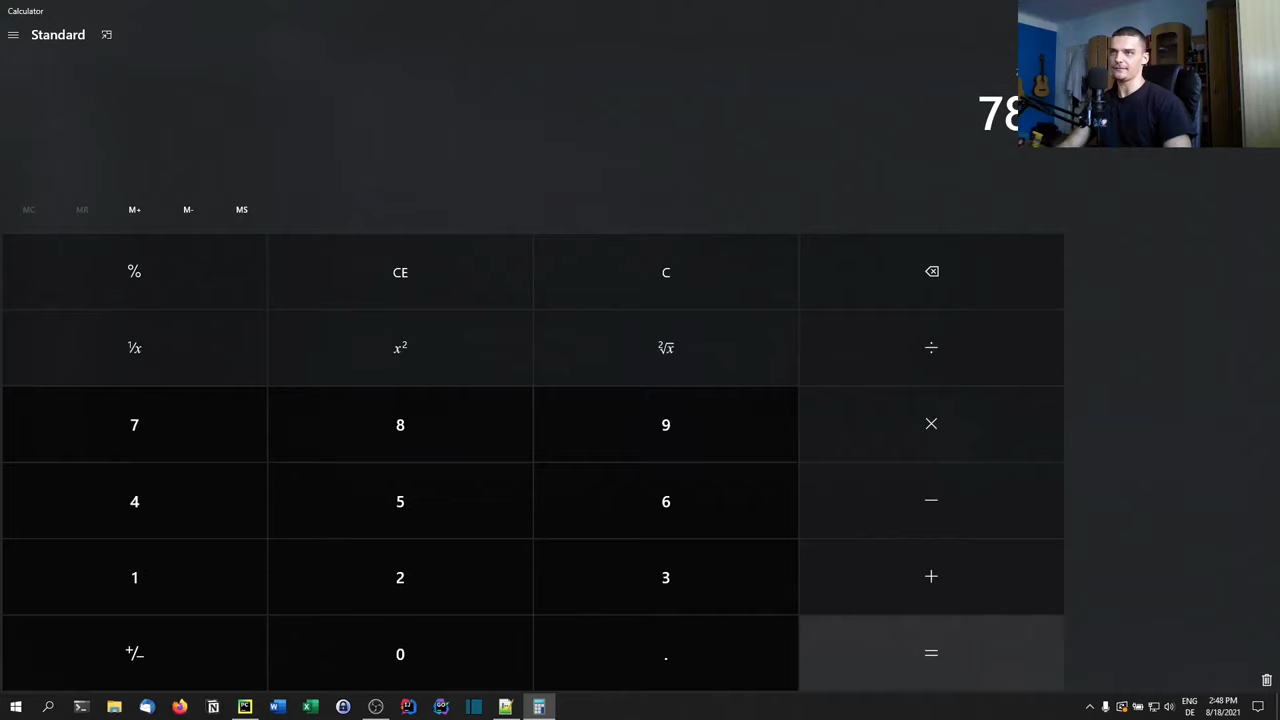 Calculator
Standard
78
MC MR M+ M- MS
% CE C
¹/x x² ²√x ÷
7 8 9 ×
4 5 6 −
1 2 3 +
+/− 0 . =
ENG 2:48 PM
DE 8/18/2021